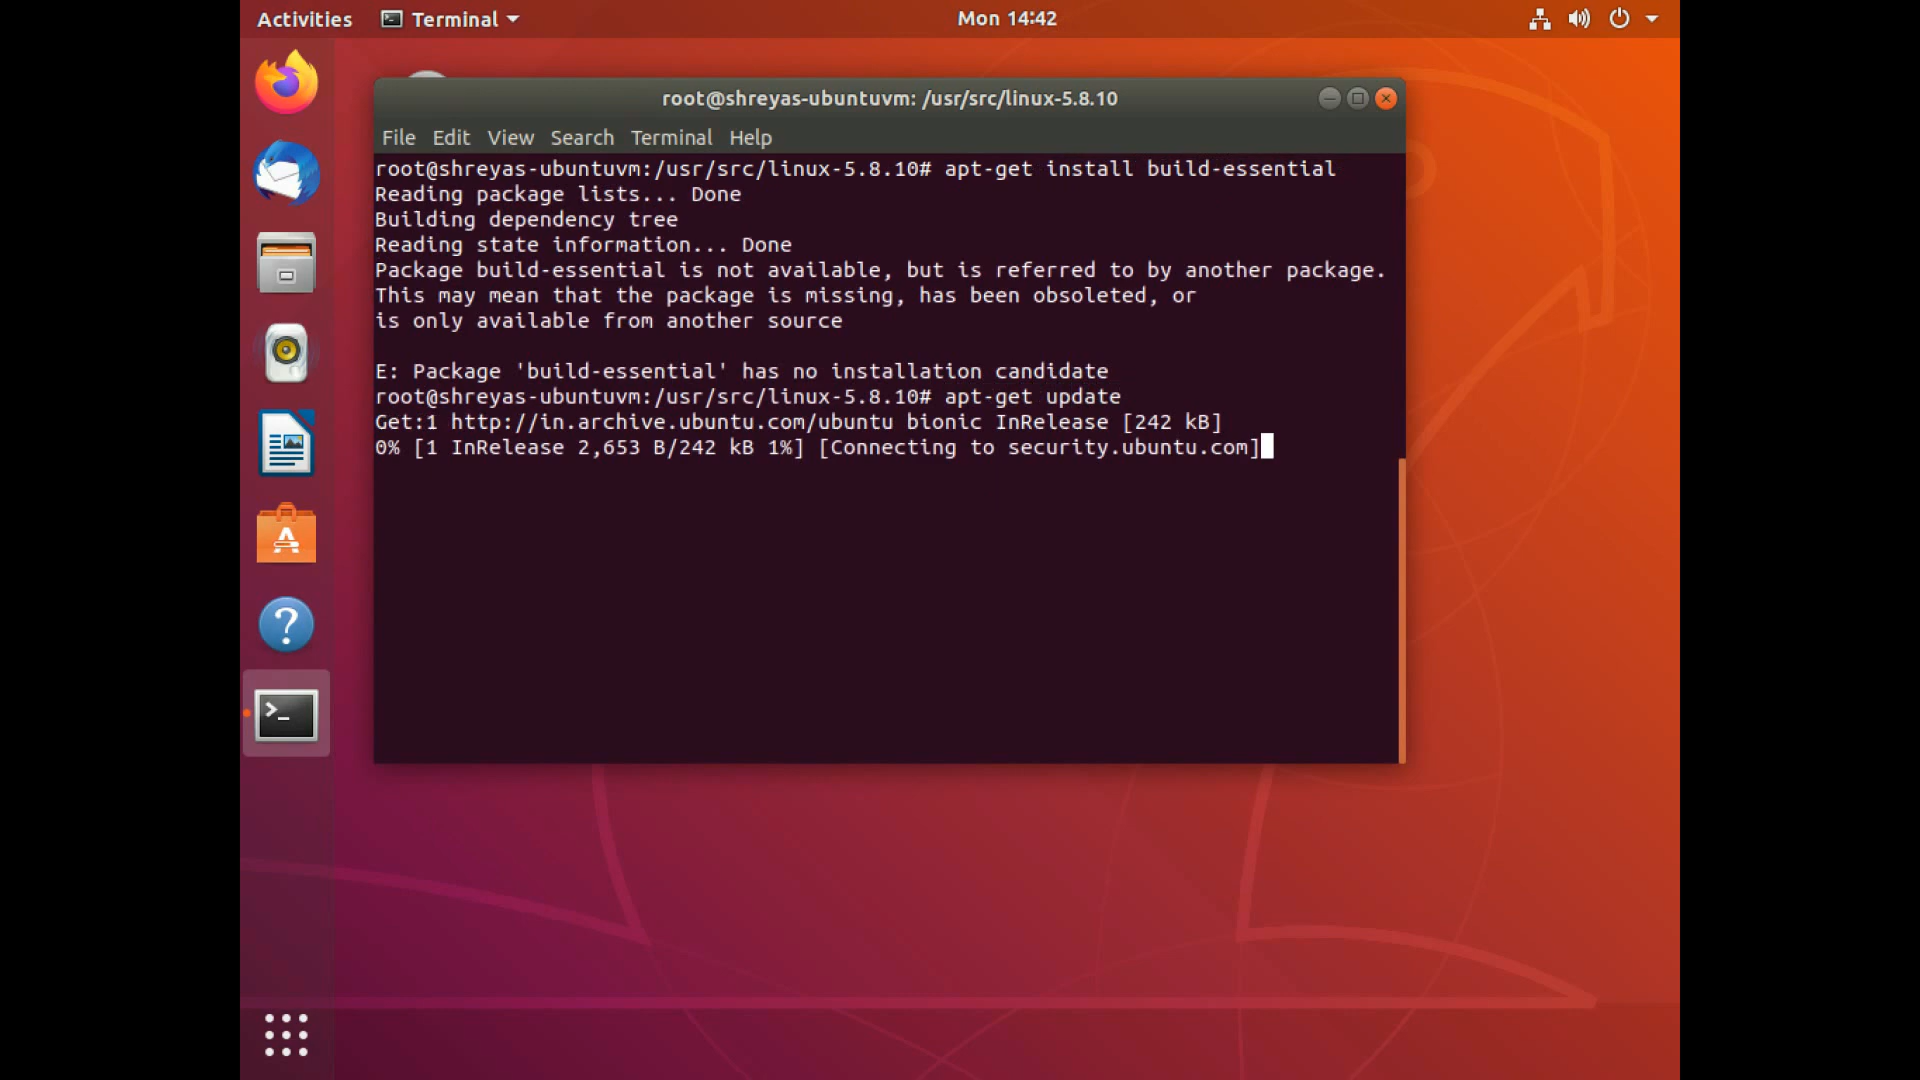 Activities Terminal Mon 14:42
root@shreyas-ubuntuvm: /usr/src/linux-5.8.10
File Edit View Search Terminal Help
root@shreyas-ubuntuvm:/usr/src/linux-5.8.10# apt-get install build-essential
Reading package lists... Done
Building dependency tree
Reading state information... Done
Package build-essential is not available, but is referred to by another package.
This may mean that the package is missing, has been obsoleted, or
is only available from another source
E: Package 'build-essential' has no installation candidate
root@shreyas-ubuntuvm:/usr/src/linux-5.8.10# apt-get update
Get:1 http://in.archive.ubuntu.com/ubuntu bionic InRelease [242 kB]
0% [1 InRelease 2,653 B/242 kB 1%] [Connecting to security.ubuntu.com]